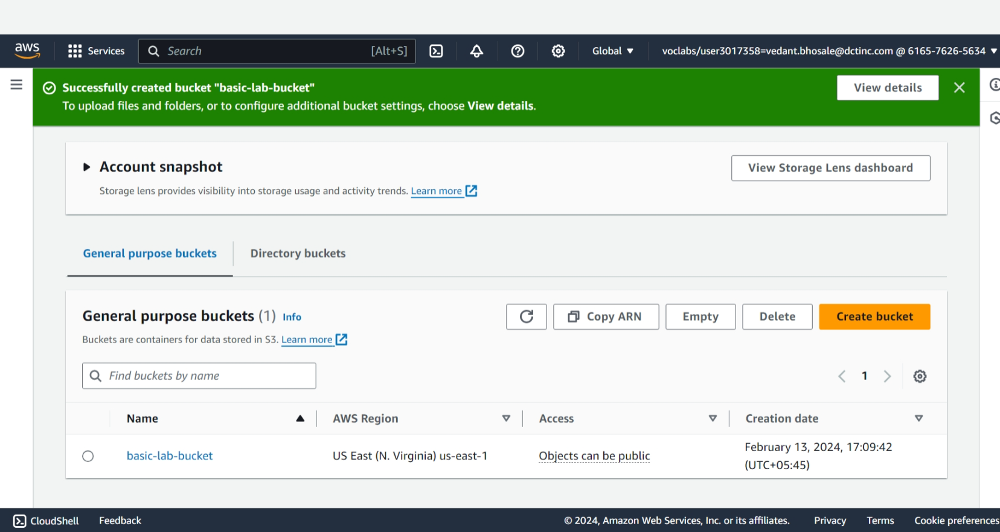 aws
Services
Search
[Alt+S]
Global
voclabs/user3017358=vedant.bhosale@dctinc.com @ 6165-7626-5634
Successfully created bucket "basic-lab-bucket"
To upload files and folders, or to configure additional bucket settings, choose View details.
View details
Account snapshot
View Storage Lens dashboard
Storage lens provides visibility into storage usage and activity trends. Learn more
General purpose buckets
Directory buckets
General purpose buckets (1) Info
Copy ARN
Empty
Delete
Create bucket
Buckets are containers for data stored in S3. Learn more
Find buckets by name
1
Name
AWS Region
Access
Creation date
basic-lab-bucket
US East (N. Virginia) us-east-1
Objects can be public
February 13, 2024, 17:09:42
(UTC+05:45)
CloudShell
Feedback
© 2024, Amazon Web Services, Inc. or its affiliates.
Privacy
Terms
Cookie preferences